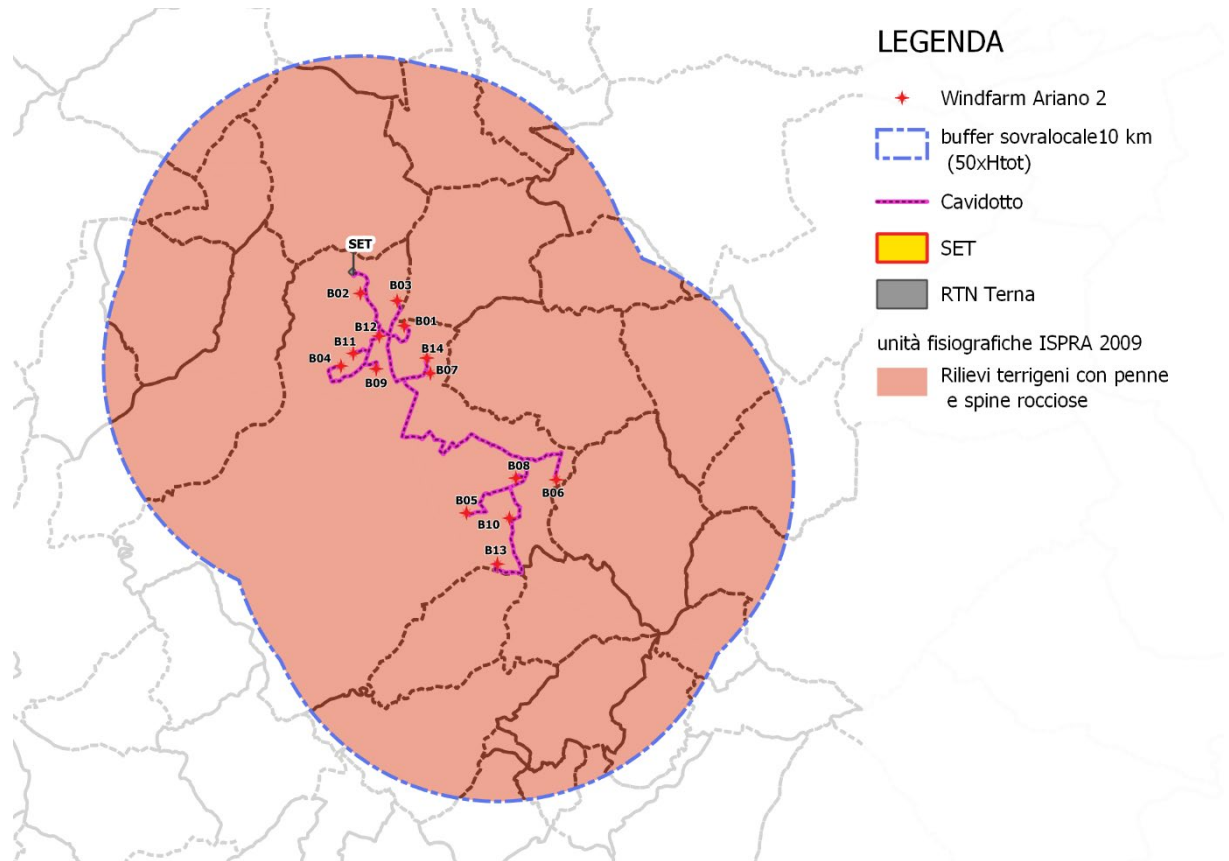 LEGENDA
Windfarm Ariano 2
buffer sovralocale10 km
(50xHtot)
Cavidotto
SET
RTN Terna
unità fisiografiche ISPRA 2009
Rilievi terrigeni con penne
e spine rocciose
SET
B02
B03
B01
B12
B11
B14
B04
B09
B07
B08
B06
B05
B10
B13